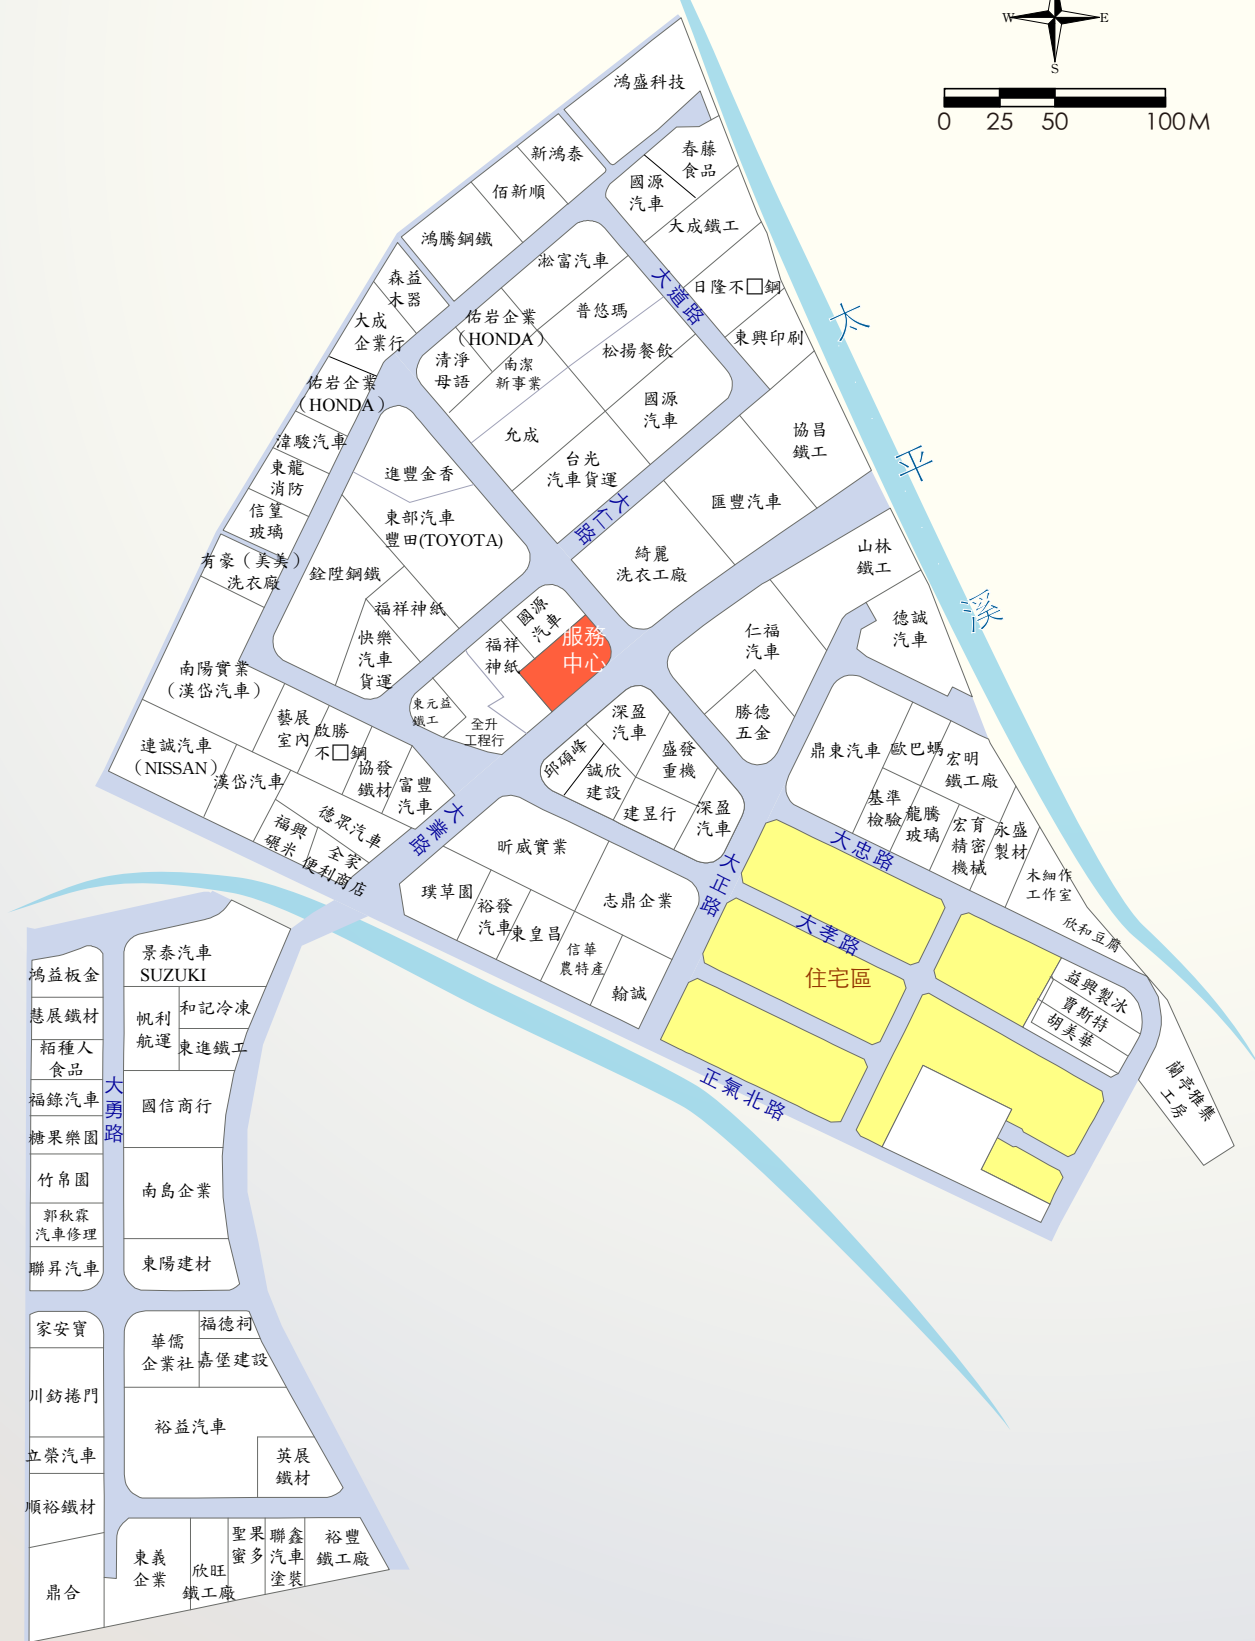 W
E
S
0
25
50
100M
鴻盛科技
新鴻泰
佰新順
鴻騰鋼鐵
春藤
食品
國源
汽車
大成鐵工
日隆不□鋼
東興印刷
大道路
太
平
溪
森益
木器
大成
企業行
佑岩企業
(HONDA)
湋駿汽車
東龍
消防
信篁
玻璃
有豪(美美)
洗衣廠
淞富汽車
普悠瑪
佑岩企業
(HONDA)
清淨
母語
南潔
新事業
松揚餐飲
國源
汽車
允成
台光
汽車貨運
大仁路
協昌
鐵工
匯豐汽車
綺麗
洗衣工廠
進豐金香
東部汽車
豐田(TOYOTA)
銓陞鋼鐵
福祥神紙
快樂
汽車
貨運
國源
汽車
福祥
神紙
服務
中心
東元益
鐵工
全升
工程行
山林
鐵工
德誠
汽車
仁福
汽車
勝德
五金
南陽實業
(漢岱汽車)
連誠汽車
(NISSAN)
漢岱汽車
藝展
室內
啟勝
不□鋼
協發
鐵材
富豐
汽車
德眾汽車
福興
碾米
全家
便利商店
大業路
深盈
汽車
邱碩峰
誠欣
建設
盛發
重機
建昱行
深盈
汽車
鼎東汽車
歐巴螞
宏明
鐵工廠
基準
檢驗
龍騰
玻璃
宏育
精密
機械
永盛
製材
木細作
工作室
欣和豆腐
大忠路
大正路
大孝路
住宅區
昕威實業
璞草園
裕發
汽車
東皇昌
志鼎企業
信華
農特產
翰誠
正氣北路
益興製冰
賈斯特
胡美華
蘭亭雅集
工房
景泰汽車
SUZUKI
鴻益板金
慧展鐵材
帆利
航運
和記冷凍
東進鐵工
粨種人
食品
福錄汽車
大勇路
國信商行
糖果樂園
竹帛園
南島企業
郭秋霖
汽車修理
聯昇汽車
東陽建材
家安寶
華儒
企業社
福德祠
嘉堡建設
川鈁捲門
裕益汽車
立榮汽車
英展
鐵材
順裕鐵材
鼎合
東義
企業
欣旺
鐵工廠
聖果
蜜多
聯鑫
汽車
塗裝
裕豐
鐵工廠